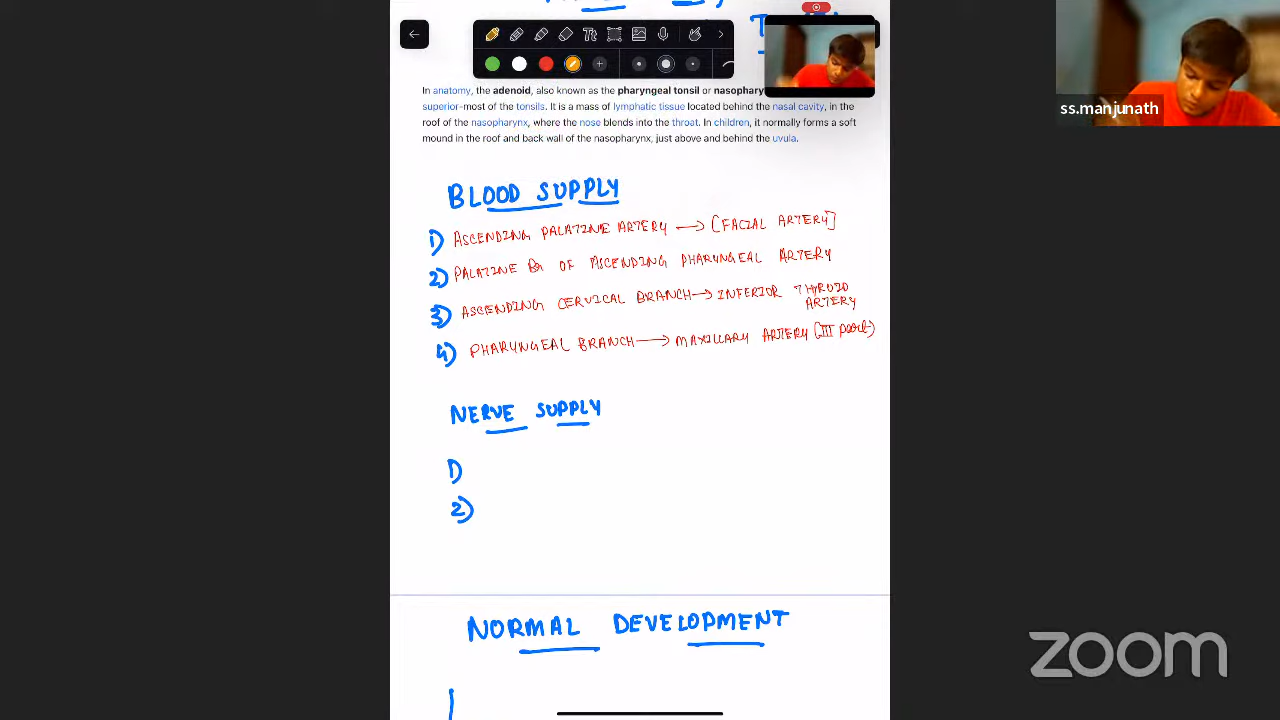 In anatomy, the adenoid, also known as the pharyngeal tonsil or nasophary
superior-most of the tonsils. It is a mass of lymphatic tissue located behind the nasal cavity, in the
roof of the nasopharynx, where the nose blends into the throat. In children, it normally forms a soft
mound in the roof and back wall of the nasopharynx, just above and behind the uvula.
BLOOD SUPPLY
1) ASCENDING PALATINE ARTERY → [FACIAL ARTERY]
2) PALATINE Br OF ASCENDING PHARYNGEAL ARTERY
3) ASCENDING CERVICAL BRANCH → INFERIOR THYROID
ARTERY
4) PHARYNGEAL BRANCH → MAXILLARY ARTERY (III part)
NERVE SUPPLY
1)
2)
NORMAL DEVELOPMENT
ss.manjunath
zoom